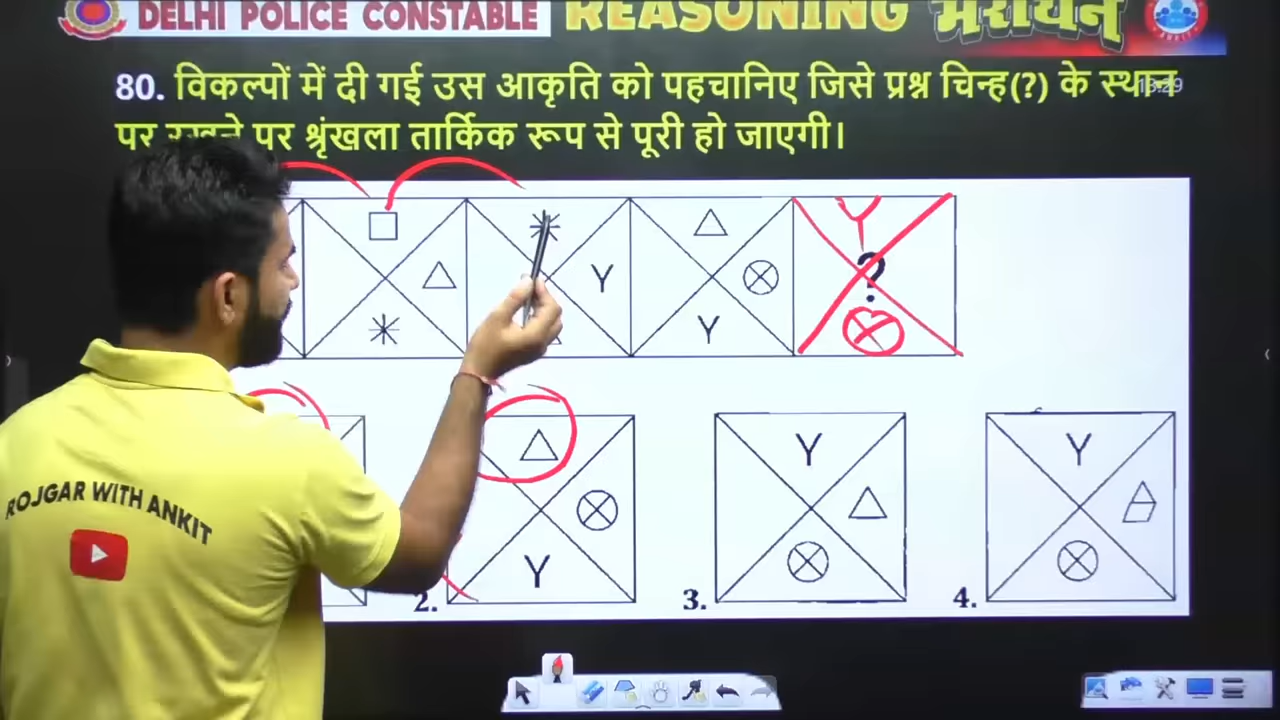 DELHI POLICE CONSTABLE REASONING
80. विकल्पों में दी गई उस आकृति को पहचानिए जिसे प्रश्न चिन्ह(?) के स्थान
पर रखने पर श्रृंखला तार्किक रूप से पूरी हो जाएगी।
Y
Y
Y
?
Y
Y
Y
2.
3.
4.
ROJGAR WITH ANKIT